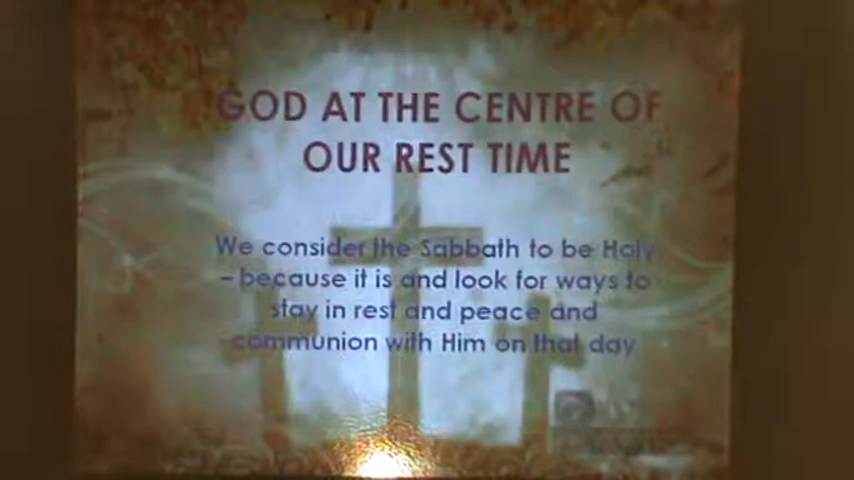 GOD AT THE CENTRE OF
OUR REST TIME
We consider the Sabbath to be Holy
– because it is and look for ways to
stay in rest and peace and
communion with Him on that day